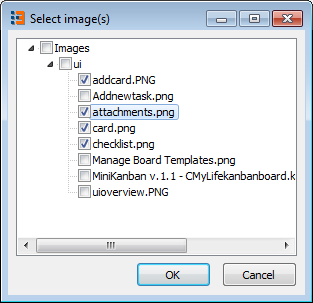 Select image(s)
Images
ui
addcard.PNG
Addnewtask.png
attachments.png
card.png
checklist.png
Manage Board Templates.png
MiniKanban v.1.1 - CMyLifekanbanboard.k
uioverview.PNG
OK
Cancel